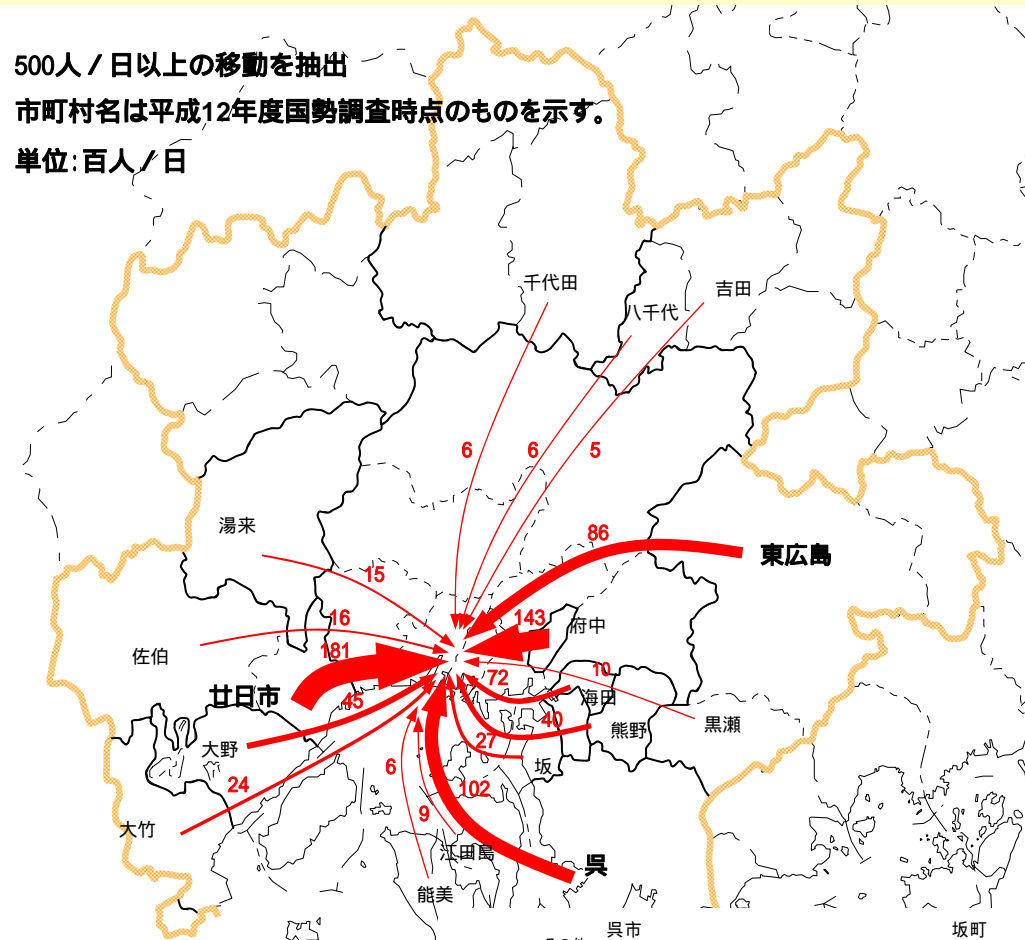 500人／日以上の移動を抽出
市町村名は平成12年度国勢調査時点のものを示す。
単位:百人／日
千代田
八千代
吉田
6
6
5
湯来
86
東広島
15
16
143
府中
佐伯
181
72
10
廿日市
45
海田
大野
40
熊野
黒瀬
27
坂
6
24
102
9
大竹
江田島
呉
能美
呉市
坂町